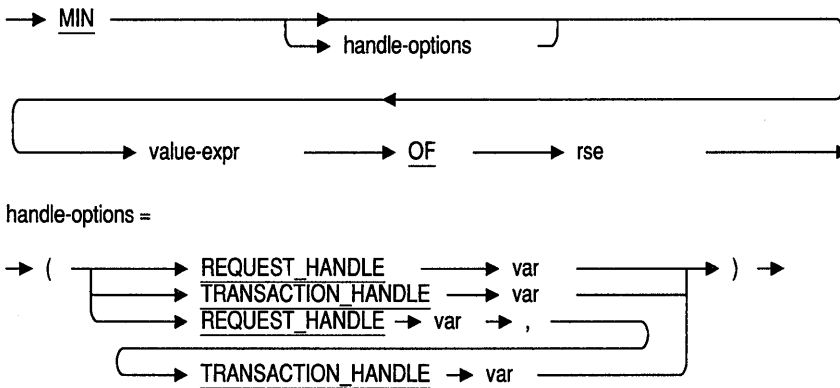 MIN
handle-options
value-expr OF rse
handle-options =
( REQUEST_HANDLE var )
TRANSACTION_HANDLE var
REQUEST_HANDLE var ,
TRANSACTION_HANDLE var